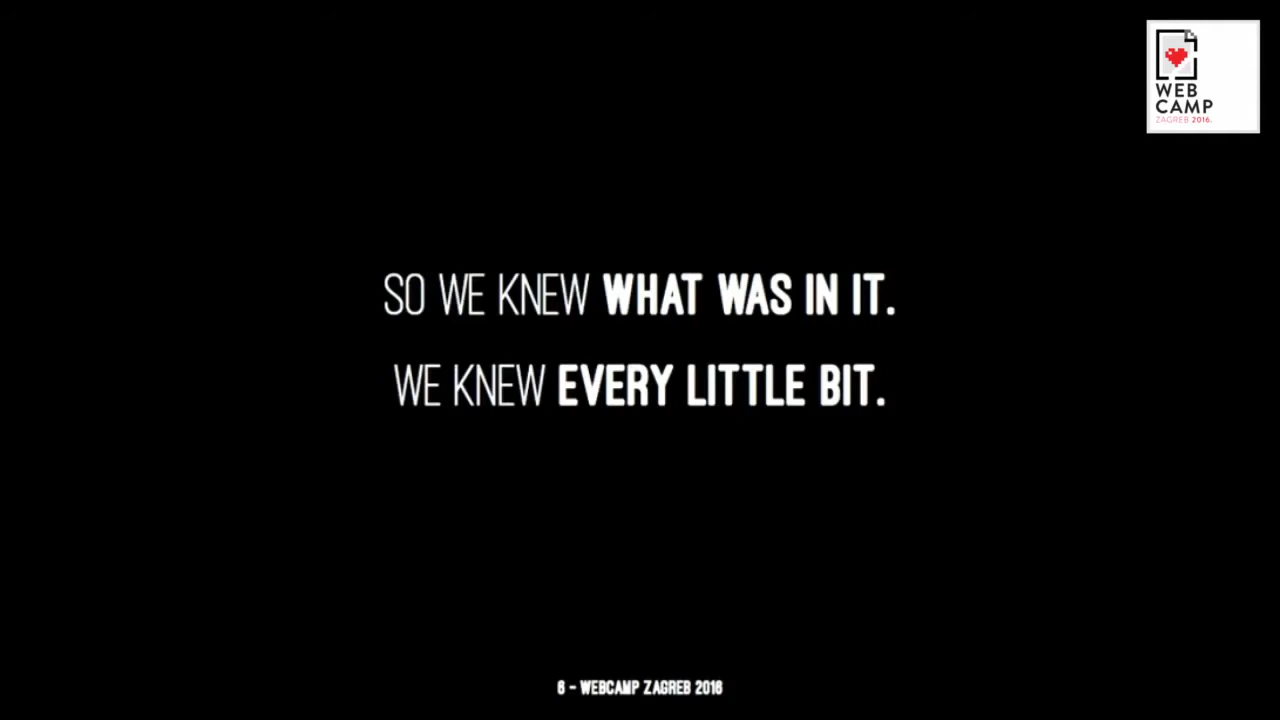 WEB
CAMP
ZAGREB 2016.
SO WE KNEW WHAT WAS IN IT.
WE KNEW EVERY LITTLE BIT.
6 - WEBCAMP ZAGREB 2016